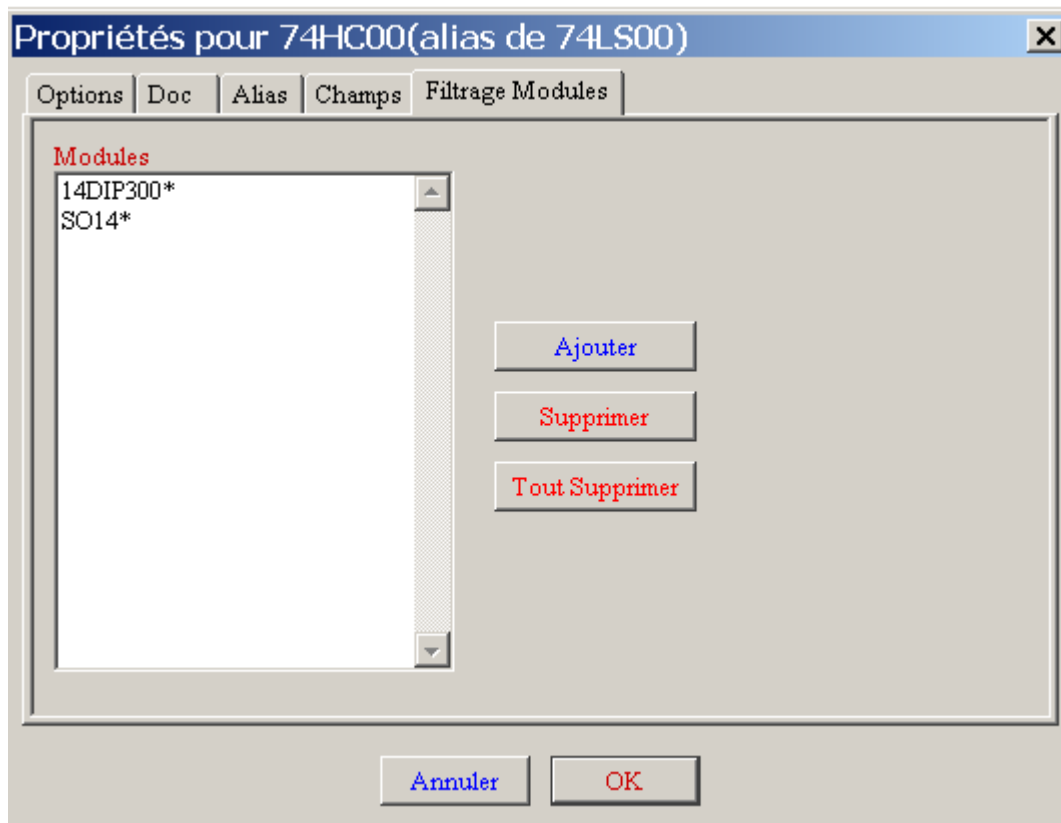 Propriétés pour 74HC00(alias de 74LS00)
Options Doc Alias Champs Filtrage Modules
Modules
14DIP300*
SO14*
Ajouter
Supprimer
Tout Supprimer
Annuler OK